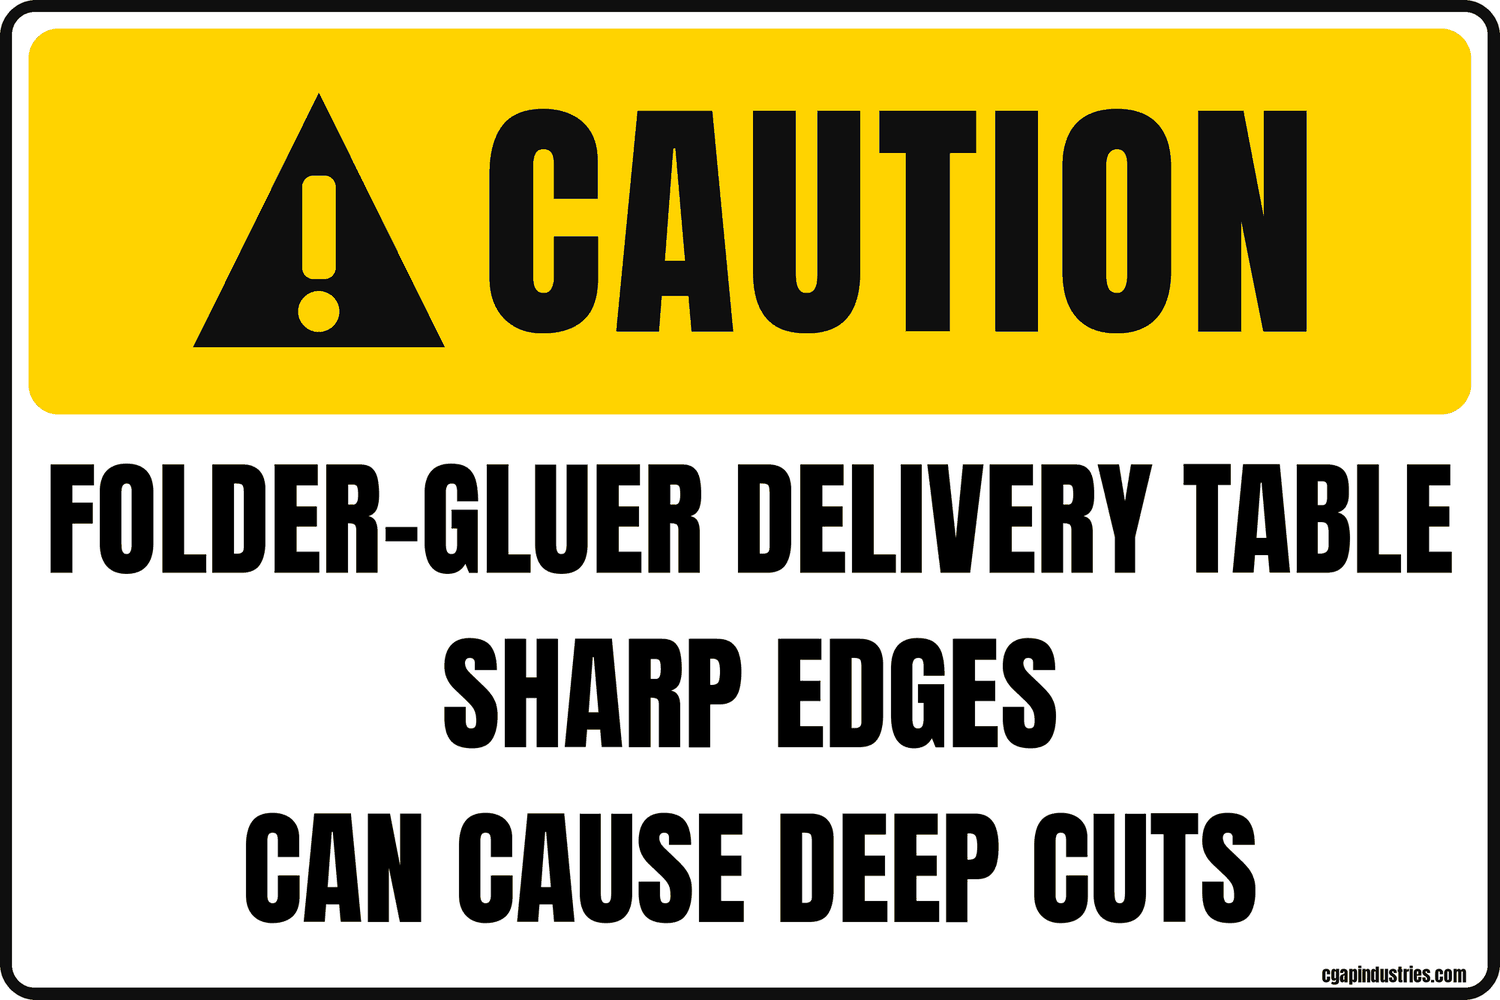 CAUTION
FOLDER-GLUER DELIVERY TABLE
SHARP EDGES
CAN CAUSE DEEP CUTS
cgapindustries.com